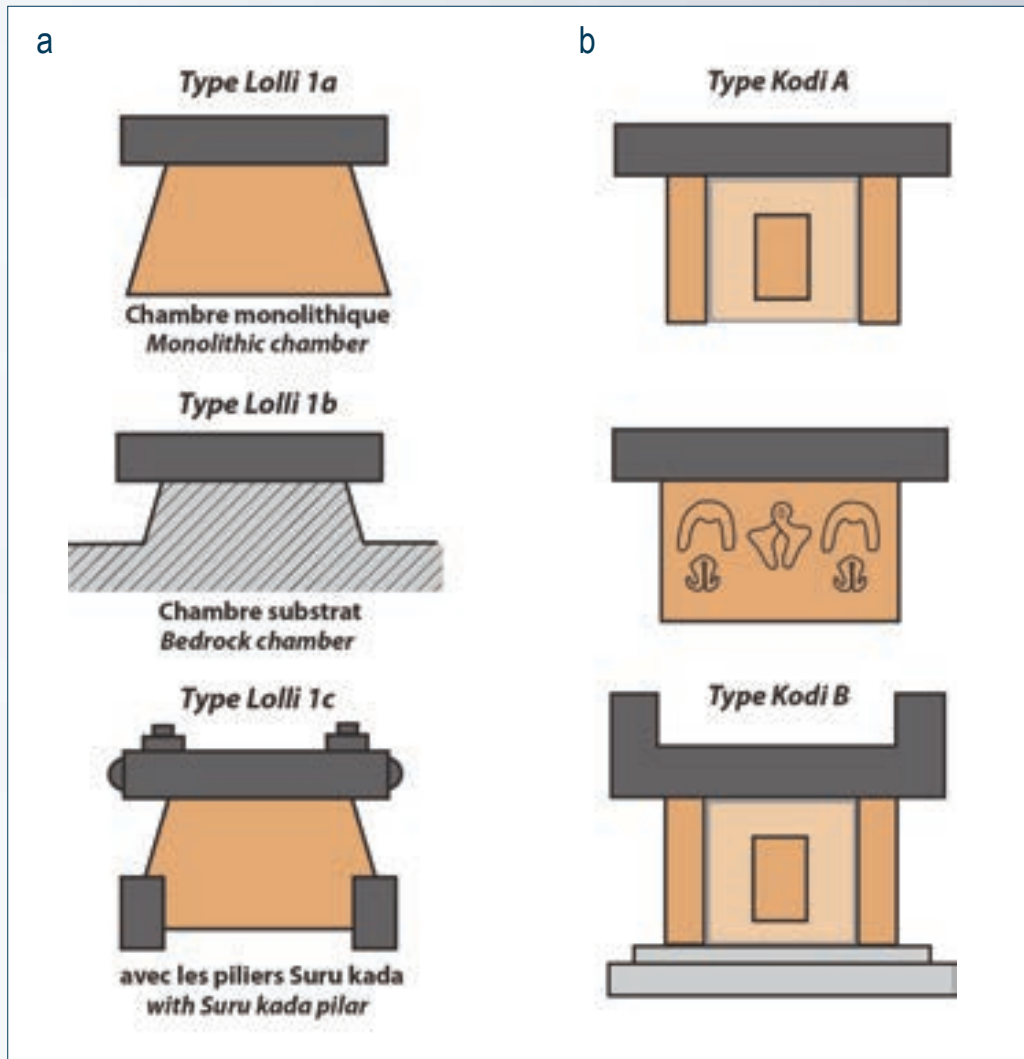 a
Type Lolli 1a
Chambre monolithique
Monolithic chamber
Type Lolli 1b
Chambre substrat
Bedrock chamber
Type Lolli 1c
avec les piliers Suru kada
with Suru kada pilar
b
Type Kodi A
Type Kodi B